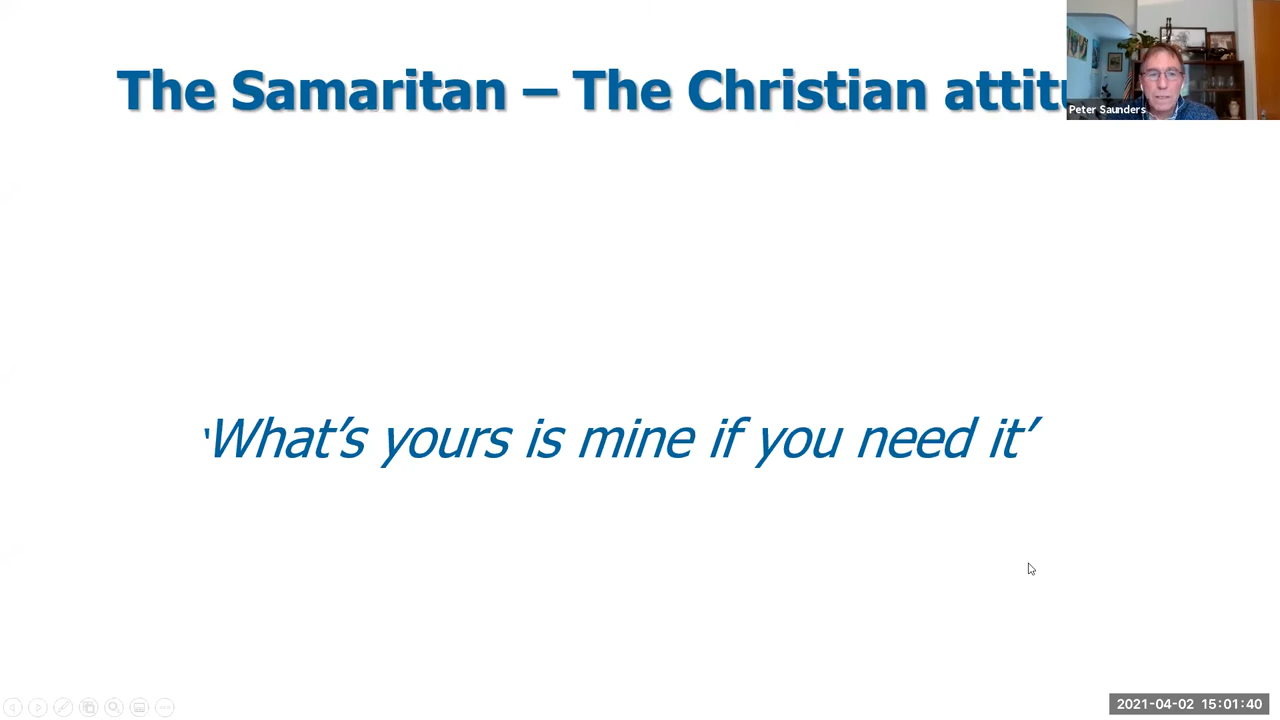 The Samaritan – The Christian attitu
Peter Saunders
'What's yours is mine if you need it’
2021-04-02 15:01:40